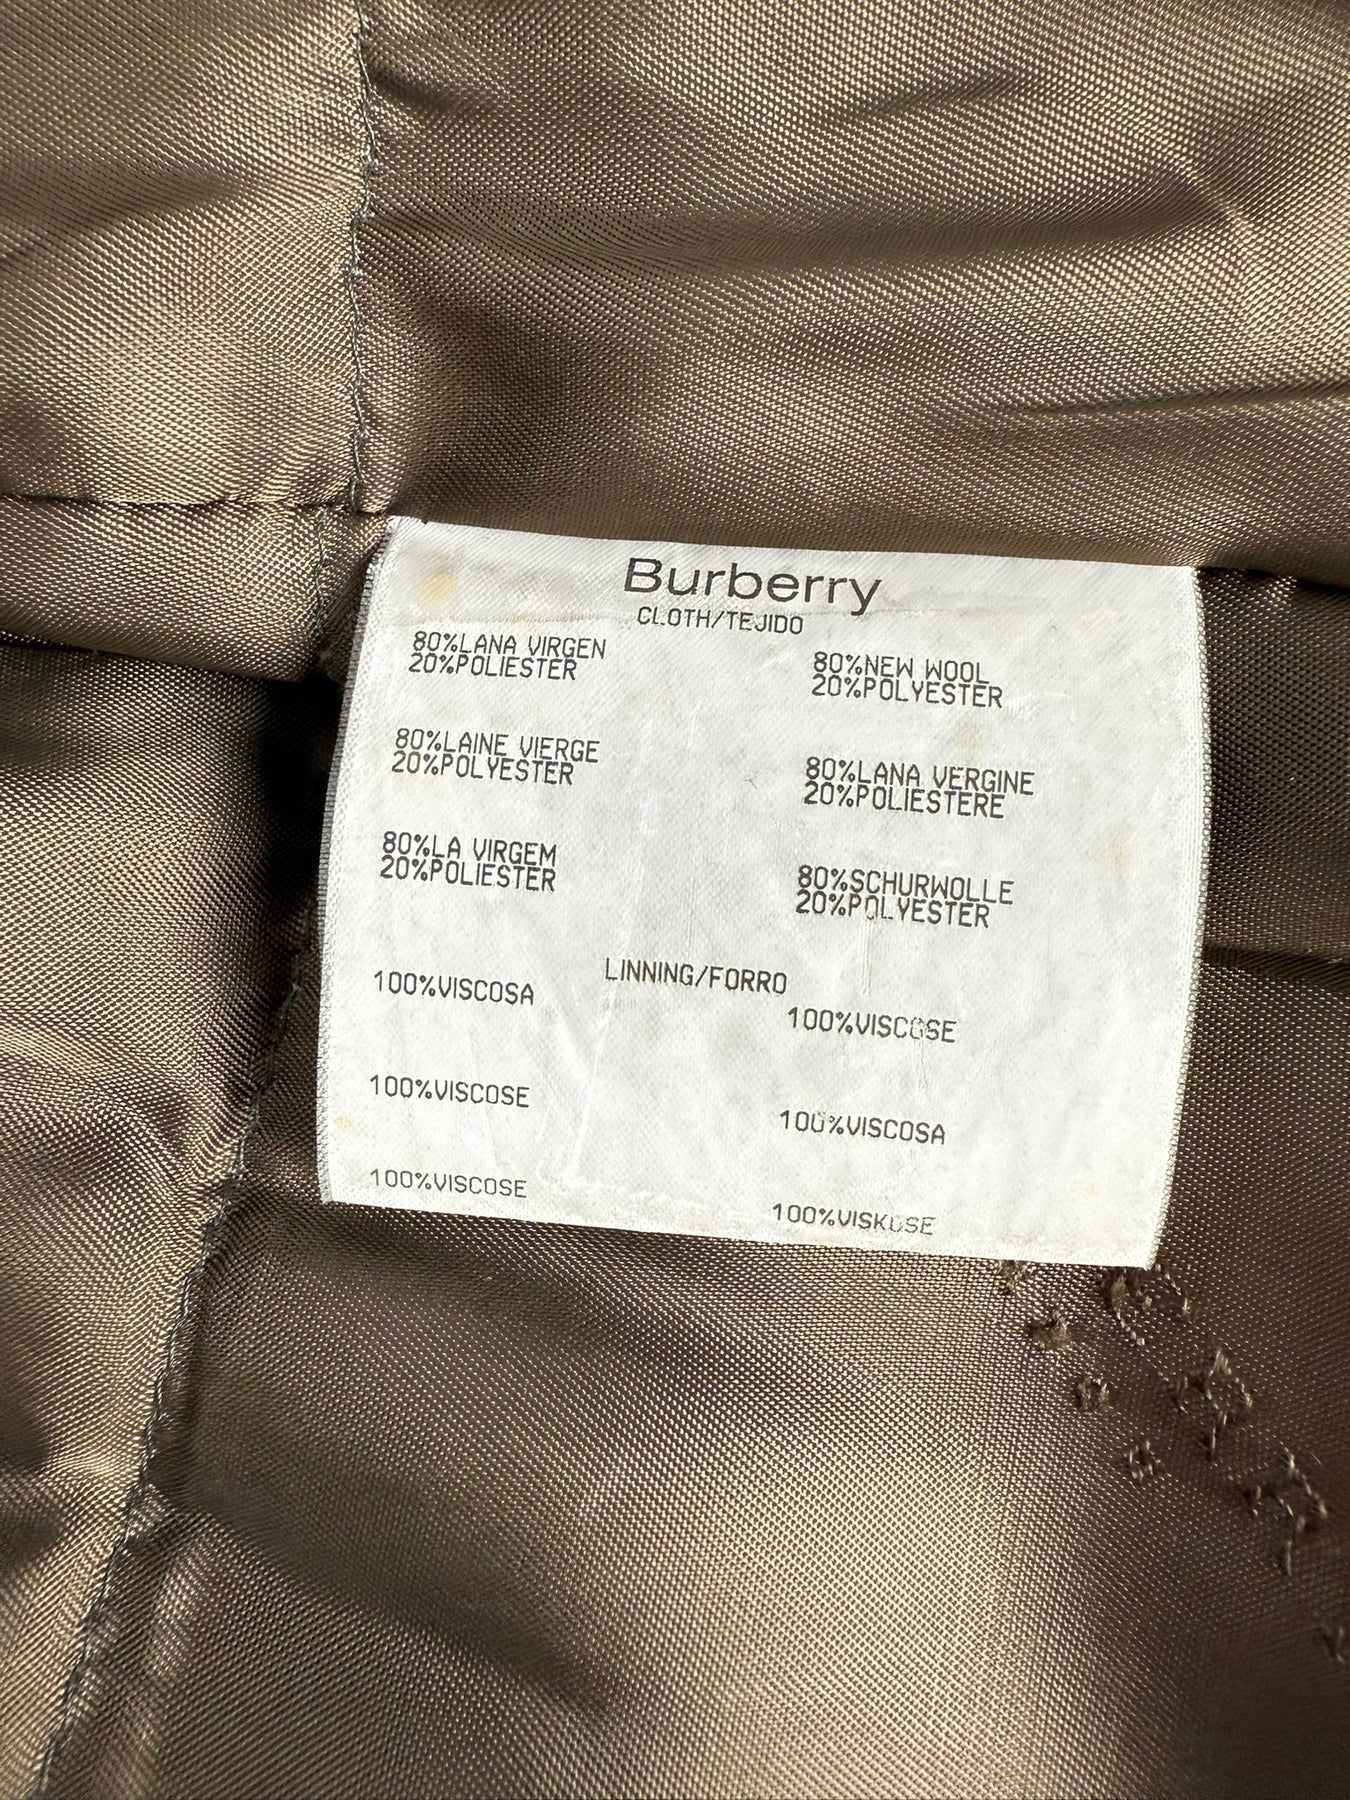 Burberry
CLOTH/TEJIDO
80%LANA VIRGEN
20%POLIESTER
80%NEW WOOL
20%POLYESTER
80%LAINE VIERGE
20%POLYESTER
80%LANA VERGINE
20%POLIESTERE
80%LA VIRGEM
20%POLIESTER
80%SCHURWOLLE
20%POLYESTER
LINNING/FORRO
100%VISCOSA
100%VISCOSE
100%VISCOSE
100%VISCOSA
100%VISCOSE
100%VISKOSE